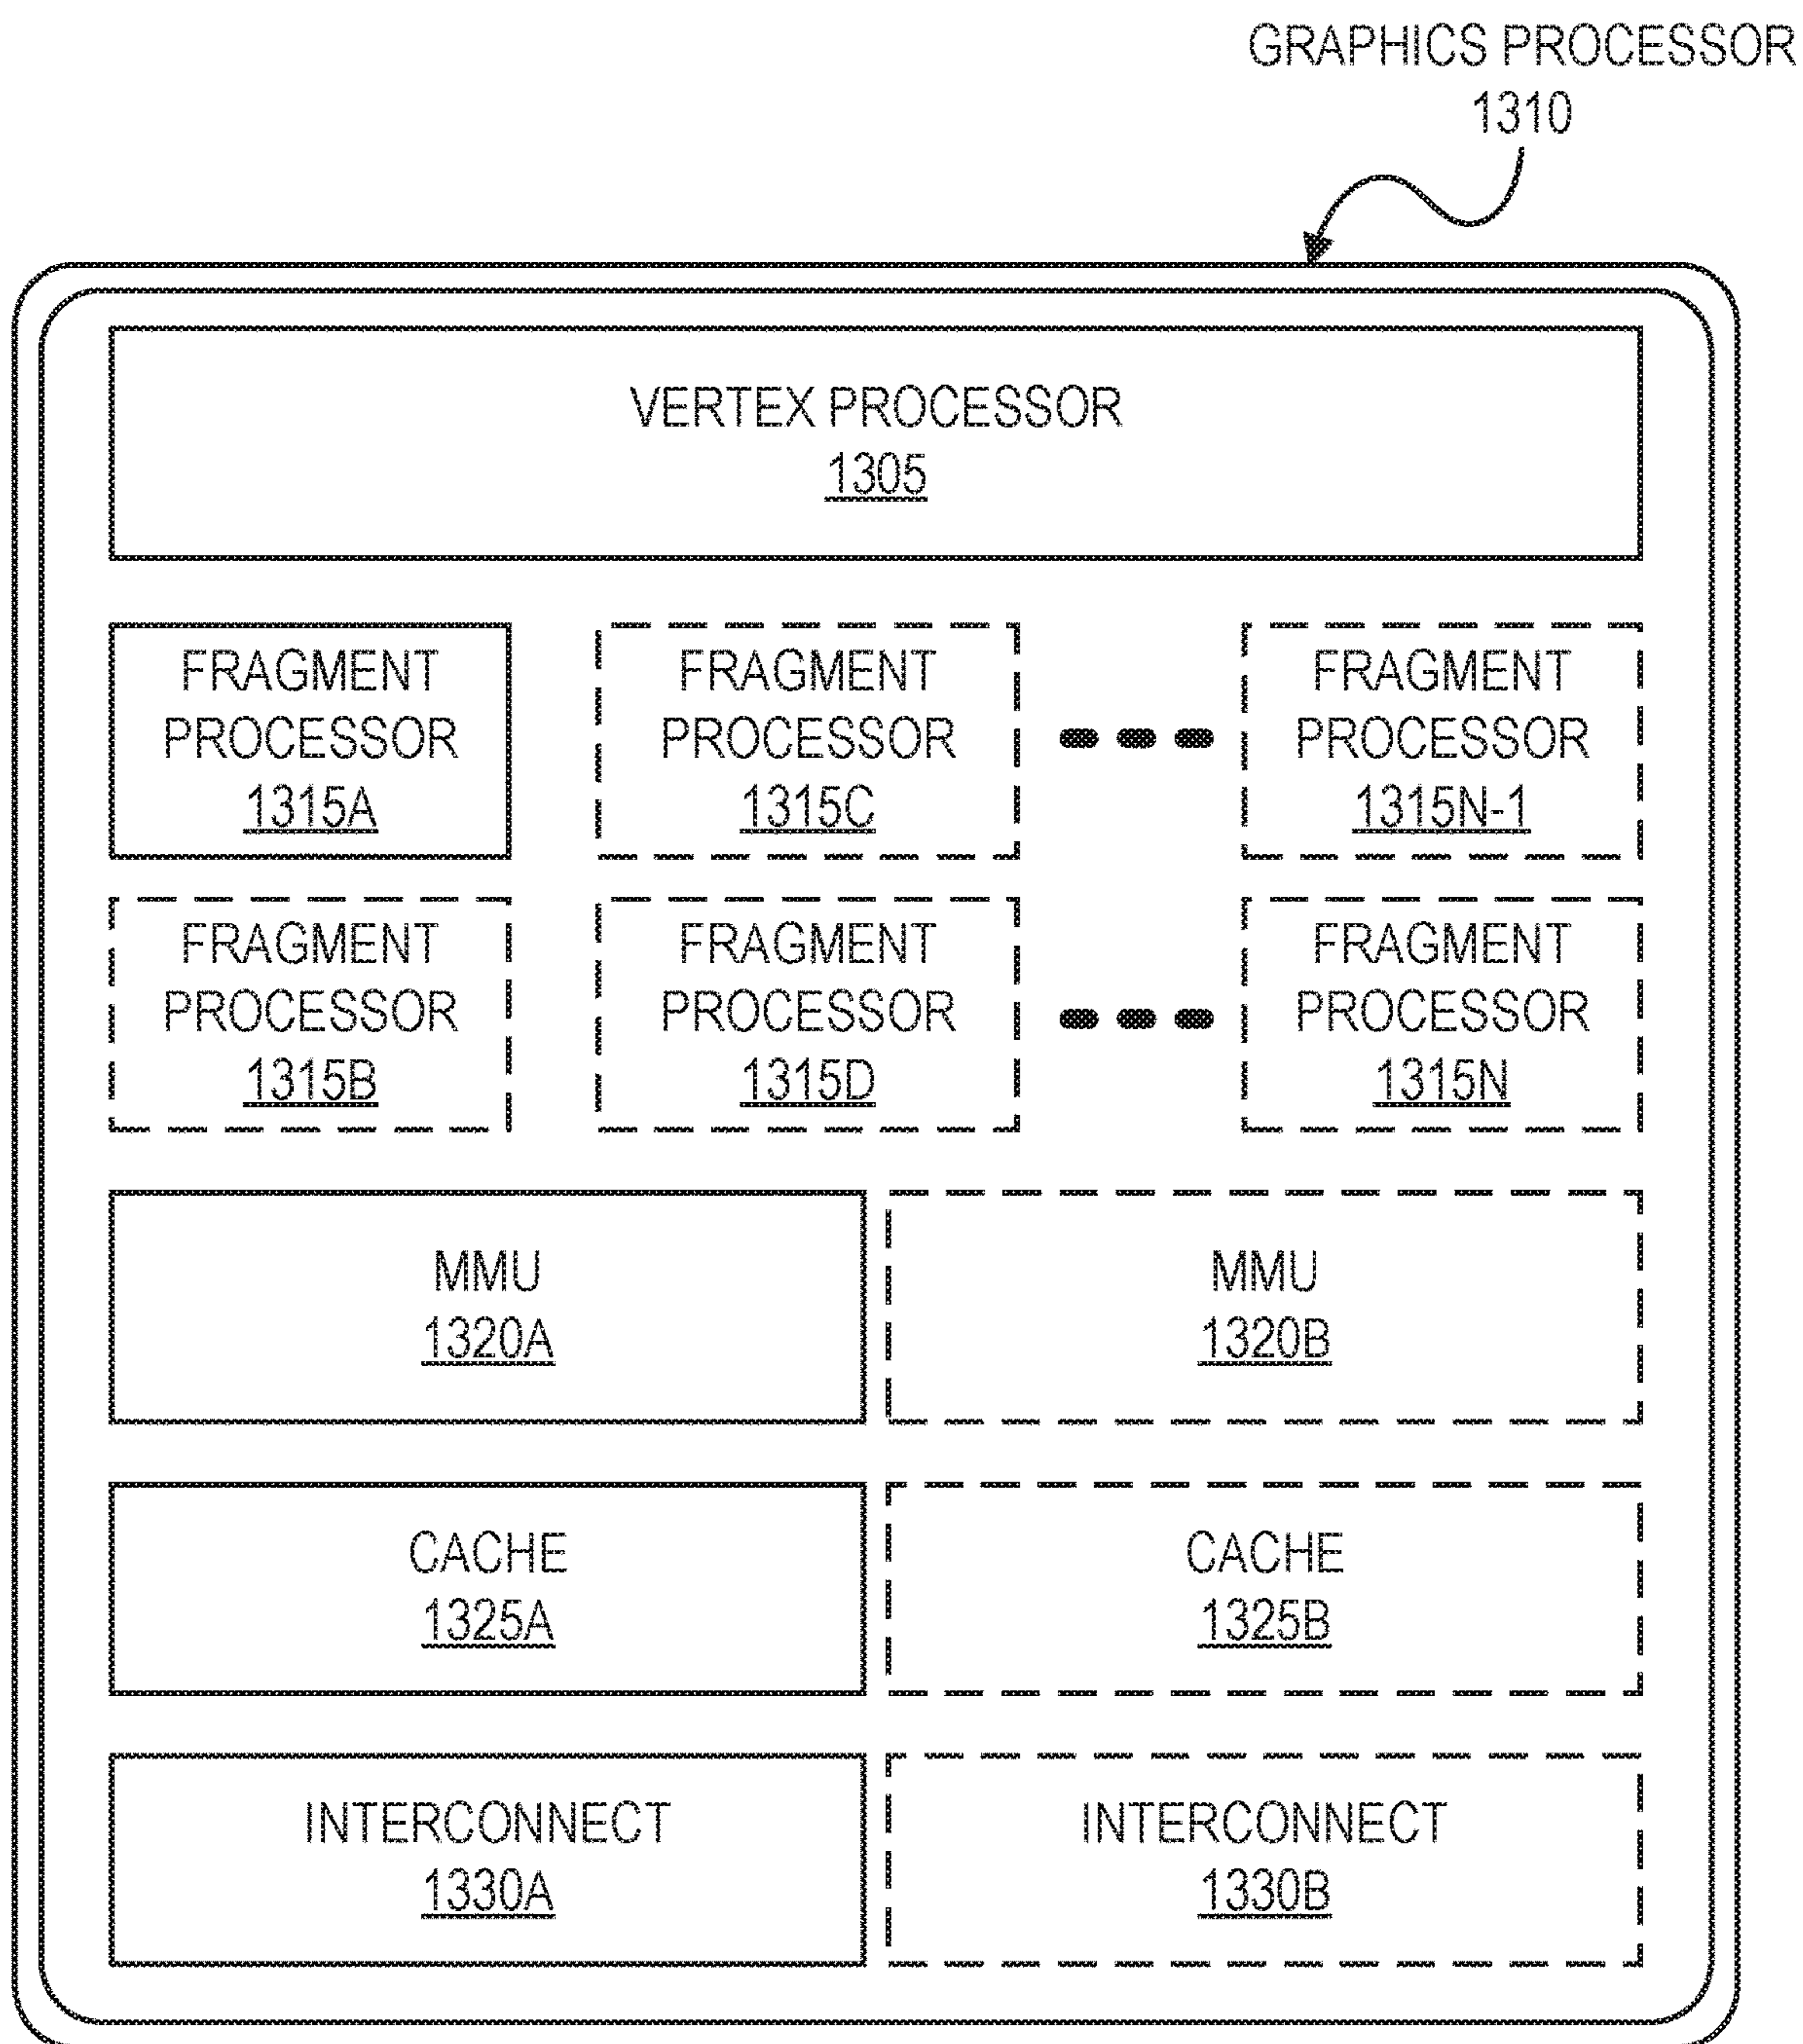 GRAPHICS PROCESSOR
1310
VERTEX PROCESSOR
1305
FRAGMENT
PROCESSOR
1315A
FRAGMENT
PROCESSOR
1315C
FRAGMENT
PROCESSOR
1315N-1
FRAGMENT
PROCESSOR
1315B
FRAGMENT
PROCESSOR
1315D
FRAGMENT
PROCESSOR
1315N
MMU
1320A
MMU
1320B
CACHE
1325A
CACHE
1325B
INTERCONNECT
1330A
INTERCONNECT
1330B